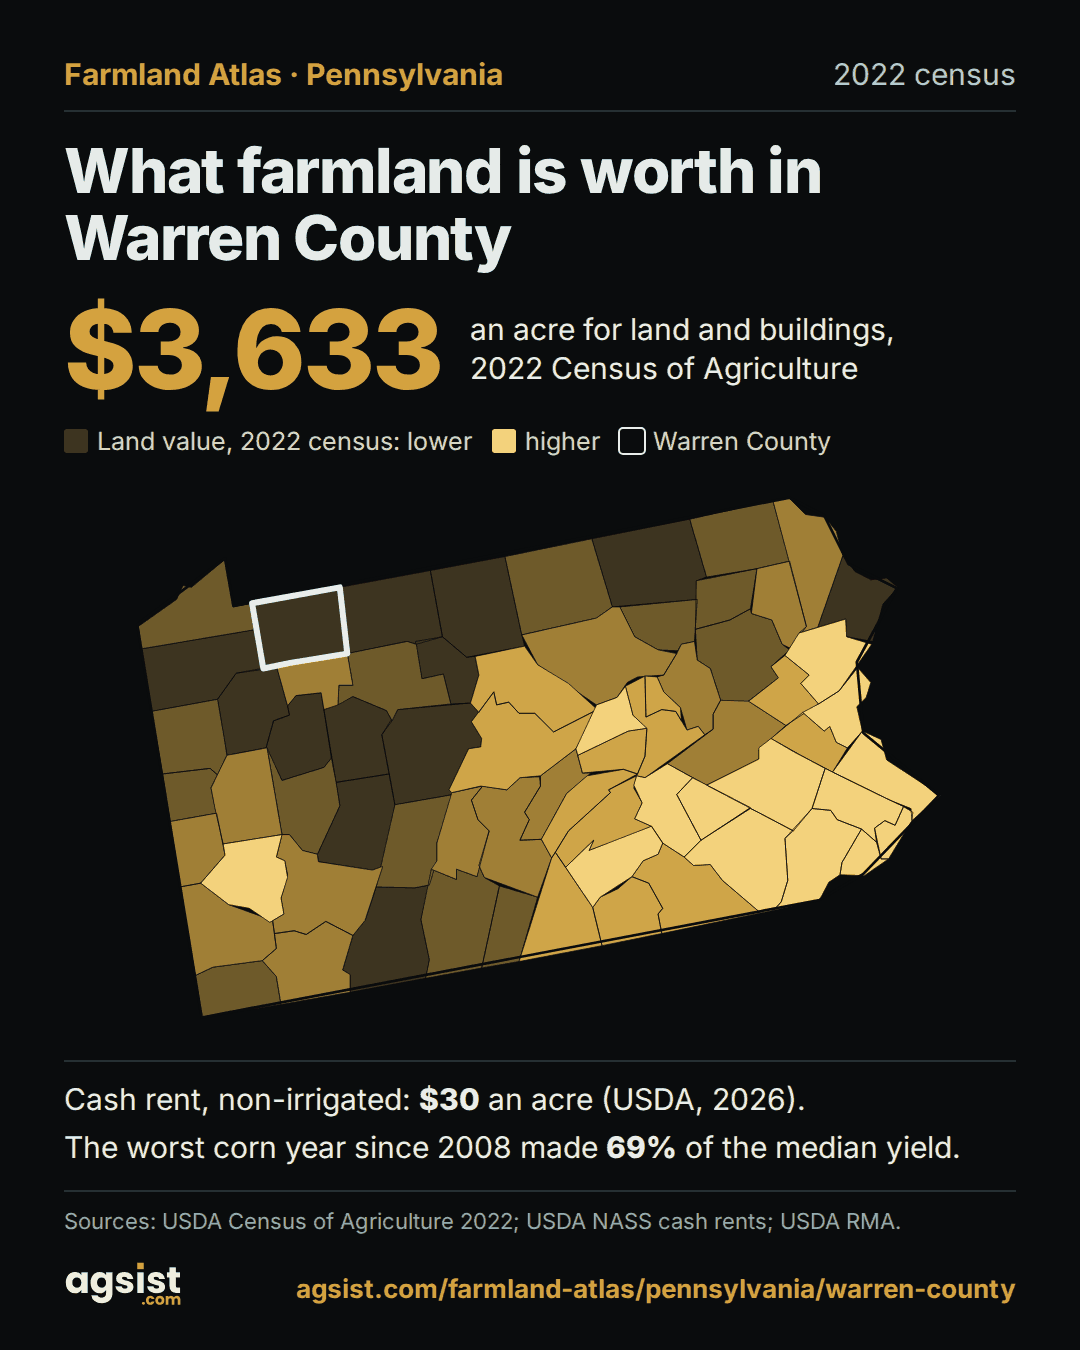 Farmland Atlas · Pennsylvania
2022 census
What farmland is worth in
Warren County
$3,633
an acre for land and buildings,
2022 Census of Agriculture
Land value, 2022 census: lower
higher
Warren County
Cash rent, non-irrigated: $30 an acre (USDA, 2026).
The worst corn year since 2008 made 69% of the median yield.
Sources: USDA Census of Agriculture 2022; USDA NASS cash rents; USDA RMA.
agsist
.com
agsist.com/farmland-atlas/pennsylvania/warren-county